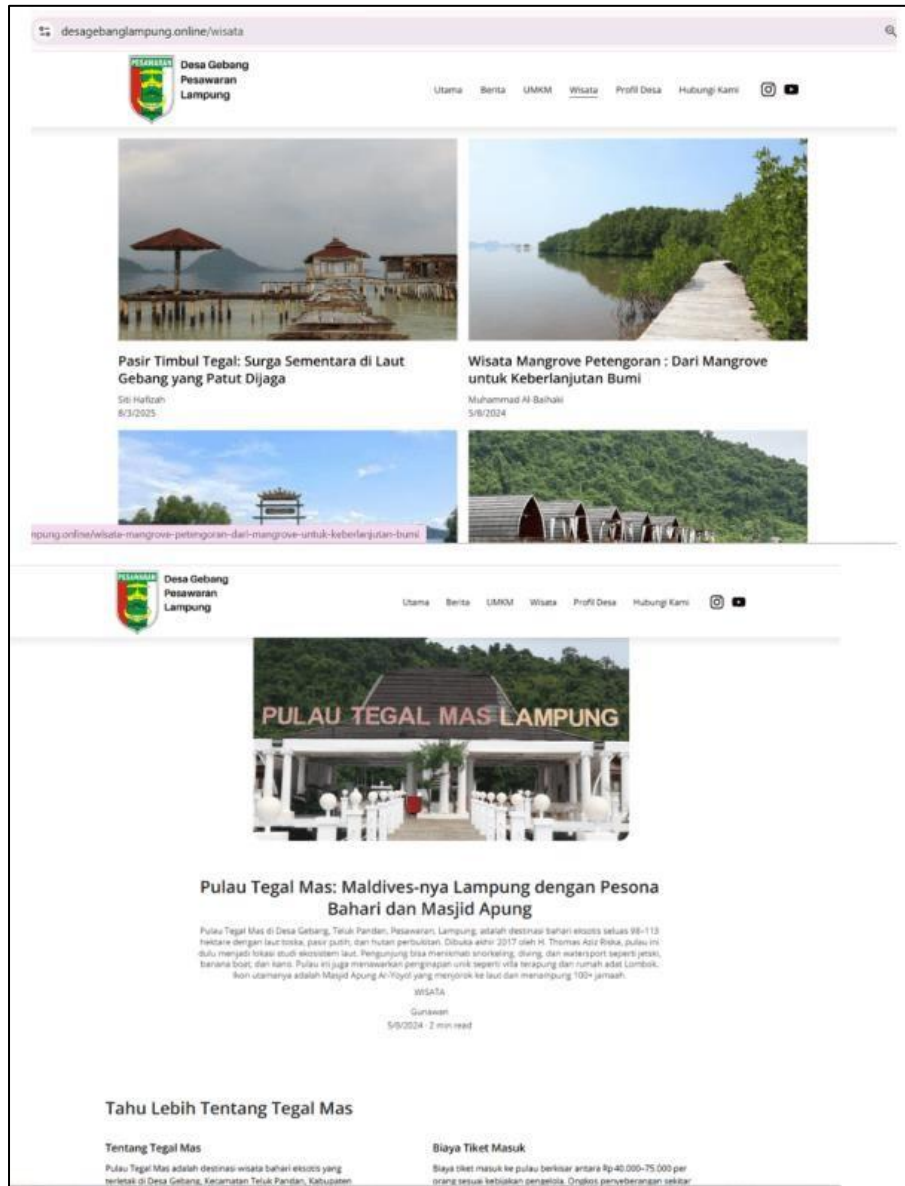 desagebanglampung.online/wisata
PESAWARAN
Desa Gebang
Pesawaran
Lampung
Utama Berita UMKM Wisata Profil Desa Hubungi Kami
Pasir Timbul Tegal: Surga Sementara di Laut
Gebang yang Patut Dijaga
Siti Hafizah
8/3/2025
Wisata Mangrove Petengoran : Dari Mangrove
untuk Keberlanjutan Bumi
Muhammad Al-Baihaki
5/8/2024
mpung.online/wisata-mangrove-petengoran-dari-mangrove-untuk-keberlanjutan-bumi
PESAWARAN
Desa Gebang
Pesawaran
Lampung
Utama Berita UMKM Wisata Profil Desa Hubungi Kami
PULAU TEGAL MAS LAMPUNG
Pulau Tegal Mas: Maldives-nya Lampung dengan Pesona
Bahari dan Masjid Apung
Pulau Tegal Mas di Desa Gebang, Teluk Pandan, Pesawaran, Lampung, adalah destinasi bahari eksotis seluas 98–113
hektare dengan laut toska, pasir putih, dan hutan perbukitan. Dibuka akhir 2017 oleh H. Thomas Aziz Riska, pulau ini
dulu menjadi lokasi studi ekosistem laut. Pengunjung bisa menikmati snorkeling, diving, dan watersport seperti jetski,
banana boat, dan kano. Pulau ini juga menawarkan penginapan unik seperti villa terapung dan rumah adat Lombok.
Ikon utamanya adalah Masjid Apung Ar-Yoyol yang menjorok ke laut dan menampung 100+ jamaah.
WISATA
Gunawan
5/9/2024 · 2 min read
Tahu Lebih Tentang Tegal Mas
Tentang Tegal Mas
Pulau Tegal Mas adalah destinasi wisata bahari eksotis yang
terletak di Desa Gebang, Kecamatan Teluk Pandan, Kabupaten
Biaya Tiket Masuk
Biaya tiket masuk ke pulau berkisar antara Rp 40.000–75.000 per
orang sesuai kebijakan pengelola. Ongkos penyeberangan sekitar